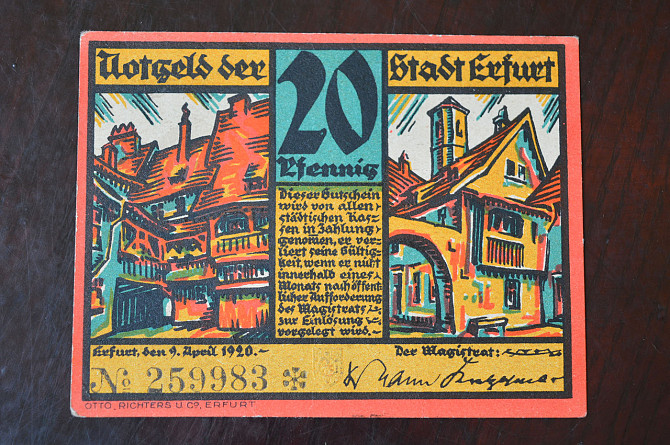 Notgeld der
20
Pfennig
Stadt Erfurt
Dieser Gutschein
wird von allen
städtischen Kas-
sen in Zahlung
genommen, er ver-
liert seine Gültig-
keit, wenn er nicht
innerhalb eines
Monats nach öffent
licher Aufforderung
des Magistrats
zur Einlösung
vorgelegt wird.-
Erfurt, den 9. April 1920.-
Der Magistrat:
No 259983
OTTO, RICHTERS U. Co, ERFURT